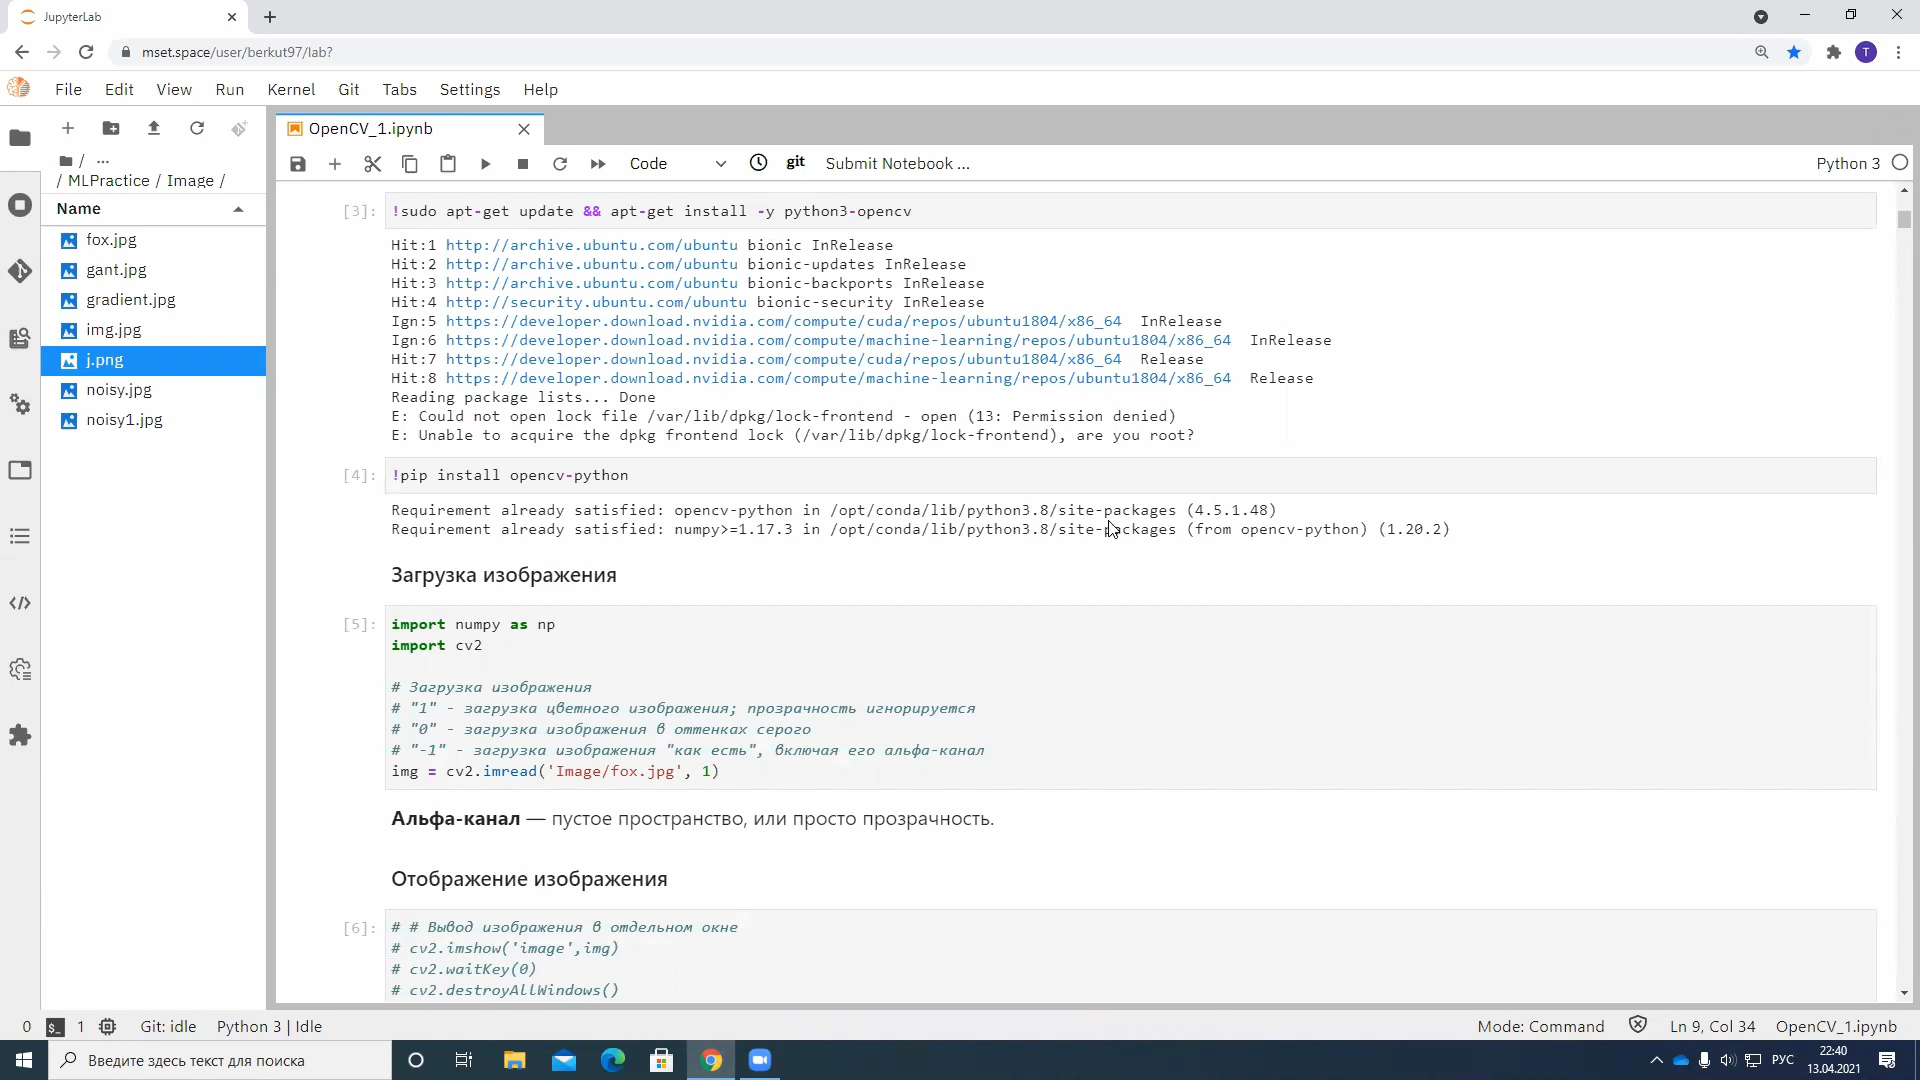 JupyterLab
mset.space/user/berkut97/lab?
T
File Edit View Run Kernel Git Tabs Settings Help
OpenCV_1.ipynb
Code
git
Submit Notebook ...
Python 3
/ ...
/ MLPractice / Image /
Name
fox.jpg
gant.jpg
gradient.jpg
img.jpg
j.png
noisy.jpg
noisy1.jpg
[3]: !sudo apt-get update && apt-get install -y python3-opencv
Hit:1 http://archive.ubuntu.com/ubuntu bionic InRelease
Hit:2 http://archive.ubuntu.com/ubuntu bionic-updates InRelease
Hit:3 http://archive.ubuntu.com/ubuntu bionic-backports InRelease
Hit:4 http://security.ubuntu.com/ubuntu bionic-security InRelease
Ign:5 https://developer.download.nvidia.com/compute/cuda/repos/ubuntu1804/x86_64 InRelease
Ign:6 https://developer.download.nvidia.com/compute/machine-learning/repos/ubuntu1804/x86_64 InRelease
Hit:7 https://developer.download.nvidia.com/compute/cuda/repos/ubuntu1804/x86_64 Release
Hit:8 https://developer.download.nvidia.com/compute/machine-learning/repos/ubuntu1804/x86_64 Release
Reading package lists... Done
E: Could not open lock file /var/lib/dpkg/lock-frontend - open (13: Permission denied)
E: Unable to acquire the dpkg frontend lock (/var/lib/dpkg/lock-frontend), are you root?
[4]: !pip install opencv-python
Requirement already satisfied: opencv-python in /opt/conda/lib/python3.8/site-packages (4.5.1.48)
Requirement already satisfied: numpy>=1.17.3 in /opt/conda/lib/python3.8/site-packages (from opencv-python) (1.20.2)
Загрузка изображения
[5]: import numpy as np
import cv2
# Загрузка изображения
# "1" - загрузка цветного изображения; прозрачность игнорируется
# "0" - загрузка изображения в оттенках серого
# "-1" - загрузка изображения "как есть", включая его альфа-канал
img = cv2.imread('Image/fox.jpg', 1)
Альфа-канал — пустое пространство, или просто прозрачность.
Отображение изображения
[6]: # # Вывод изображения в отдельном окне
# cv2.imshow('image',img)
# cv2.waitKey(0)
# cv2.destroyAllWindows()
0 1 Git: idle Python 3 | Idle
Mode: Command Ln 9, Col 34 OpenCV_1.ipynb
Введите здесь текст для поиска
РУС
22:40
13.04.2021